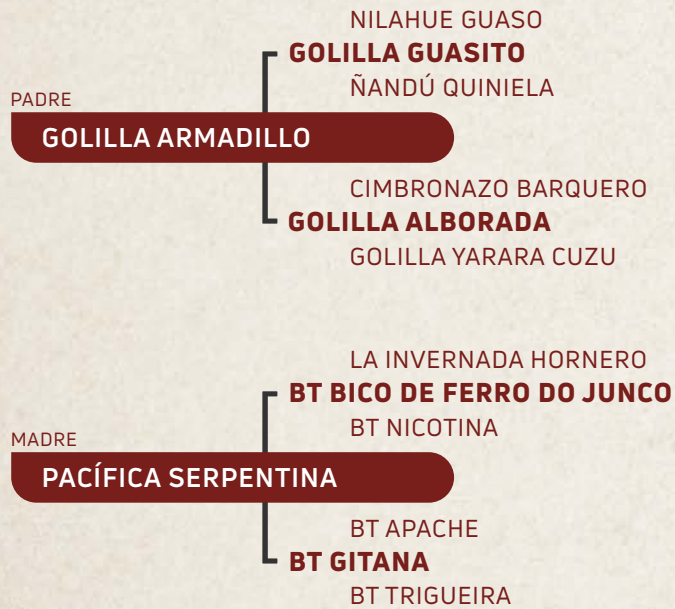 NILAHUE GUASO
GOLILLA GUASITO
ÑANDÚ QUINIELA
PADRE
GOLILLA ARMADILLO
CIMBRONAZO BARQUERO
GOLILLA ALBORADA
GOLILLA YARARA CUZU
LA INVERNADA HORNERO
BT BICO DE FERRO DO JUNCO
BT NICOTINA
MADRE
PACÍFICA SERPENTINA
BT APACHE
BT GITANA
BT TRIGUEIRA